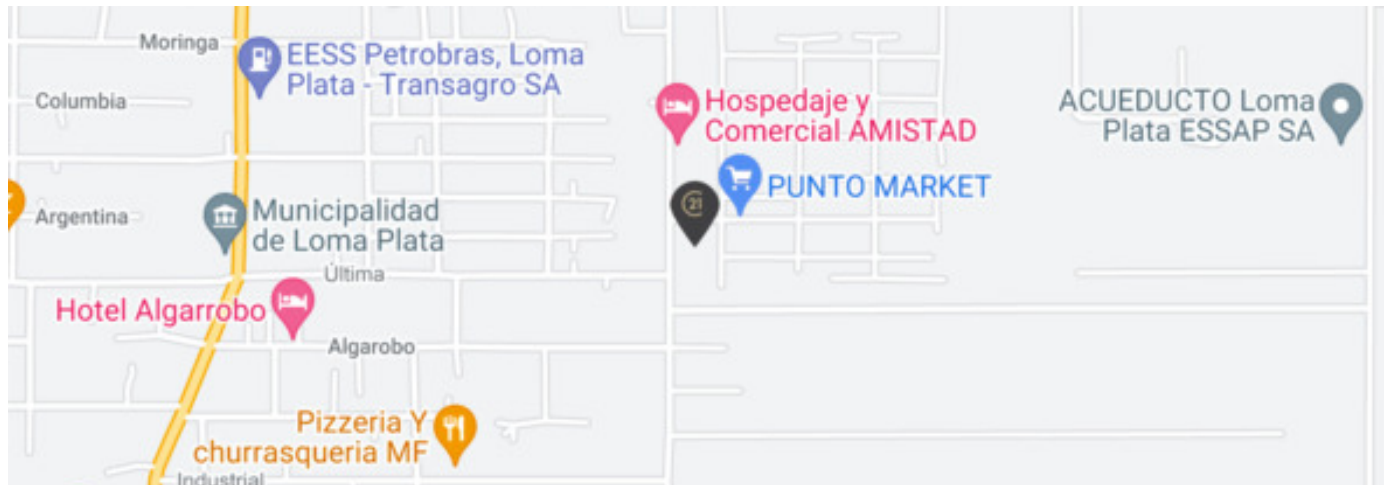 Moringa
EESS Petrobras, Loma
Plata - Transagro SA
Columbia
Hospedaje y
Comercial AMISTAD
ACUEDUCTO Loma
Plata ESSAP SA
PUNTO MARKET
21
Argentina
Municipalidad
de Loma Plata
Última
Hotel Algarrobo
Algarobo
Pizzeria Y
churrasqueria MF
Industrial